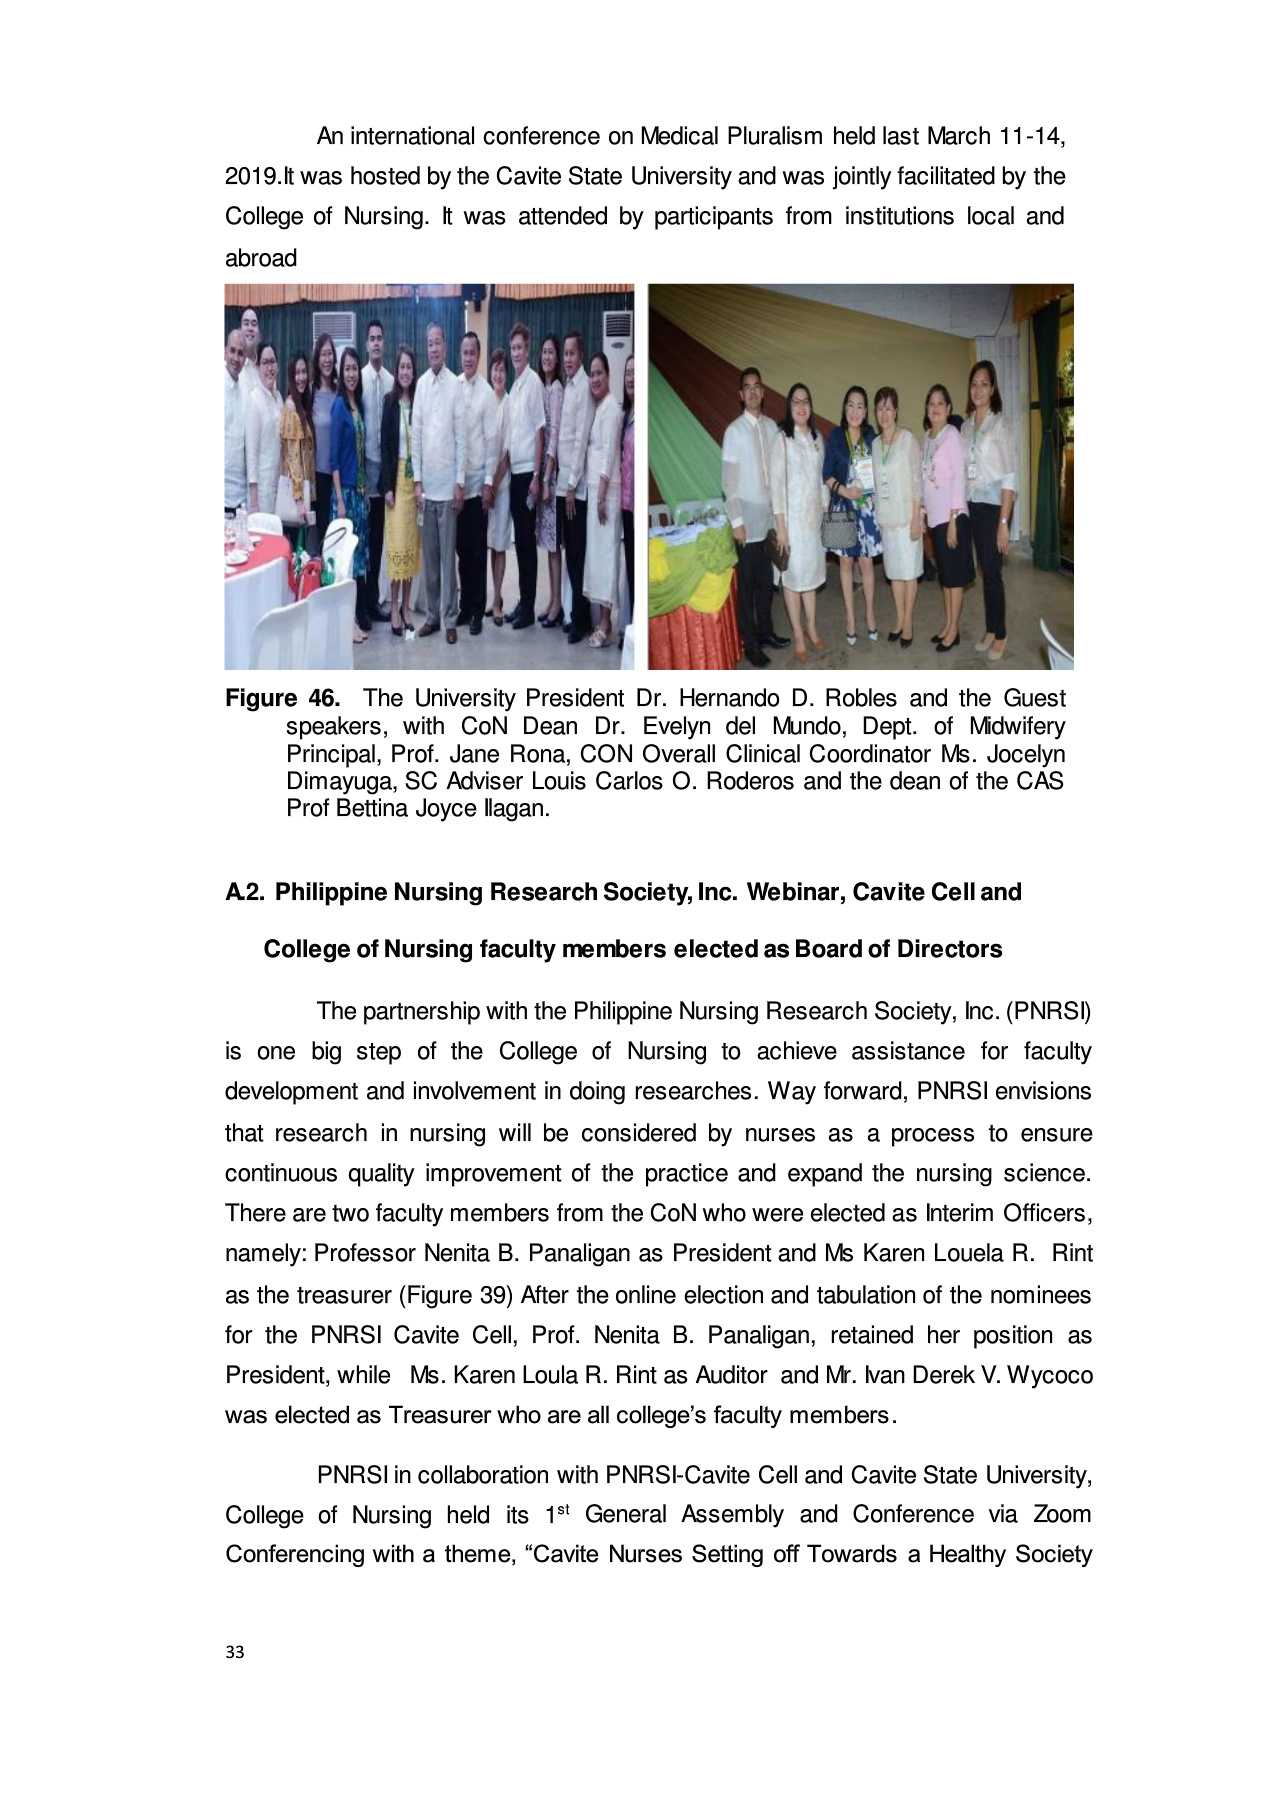 An international conference on Medical Pluralism held last March 11-14,
2019.It was hosted by the Cavite State University and was jointly facilitated by the
College of Nursing. It was attended by participants from institutions local and
abroad
Figure 46. The University President Dr. Hernando D. Robles and the Guest
speakers, with CoN Dean Dr. Evelyn del Mundo, Dept. of Midwifery
Principal, Prof. Jane Rona, CON Overall Clinical Coordinator Ms. Jocelyn
Dimayuga, SC Adviser Louis Carlos O. Roderos and the dean of the CAS
Prof Bettina Joyce Ilagan.
A.2. Philippine Nursing Research Society, Inc. Webinar, Cavite Cell and
College of Nursing faculty members elected as Board of Directors
The partnership with the Philippine Nursing Research Society, Inc. (PNRSI)
is one big step of the College of Nursing to achieve assistance for faculty
development and involvement in doing researches. Way forward, PNRSI envisions
that research in nursing will be considered by nurses as a process to ensure
continuous quality improvement of the practice and expand the nursing science.
There are two faculty members from the CoN who were elected as Interim Officers,
namely: Professor Nenita B. Panaligan as President and Ms Karen Louela R. Rint
as the treasurer (Figure 39) After the online election and tabulation of the nominees
for the PNRSI Cavite Cell, Prof. Nenita B. Panaligan, retained her position as
President, while Ms. Karen Loula R. Rint as Auditor and Mr. Ivan Derek V. Wycoco
was elected as Treasurer who are all college’s faculty members.
PNRSI in collaboration with PNRSI-Cavite Cell and Cavite State University,
College of Nursing held its 1st General Assembly and Conference via Zoom
Conferencing with a theme, “Cavite Nurses Setting off Towards a Healthy Society
33